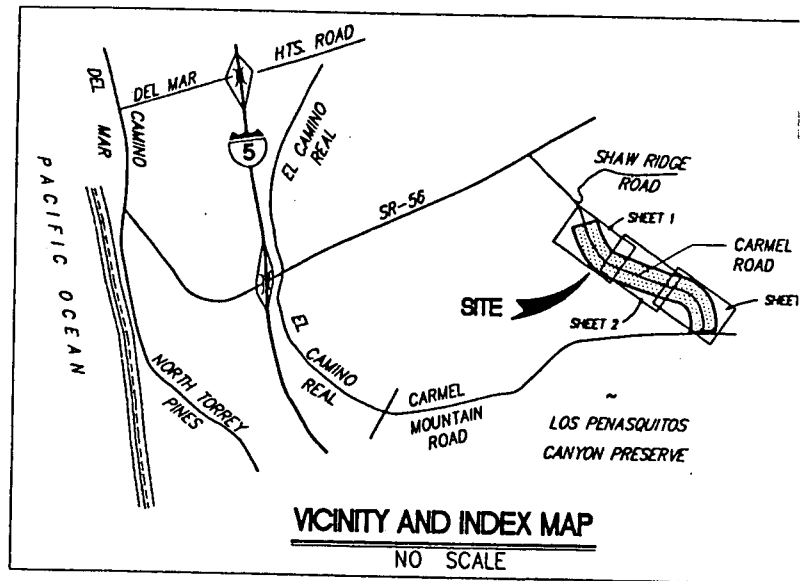 HTS. ROAD
DEL MAR
DEL MAR
CAMINO
5
EL CAMINO
REAL
PACIFIC OCEAN
SR-56
SHAW RIDGE
ROAD
SHEET 1
CARMEL
ROAD
SHEET
SITE
SHEET 2
EL CAMINO
REAL
NORTH TORREY
PINES
CARMEL
MOUNTAIN
ROAD
~
LOS PENASQUITOS
CANYON PRESERVE
VICINITY AND INDEX MAP
NO SCALE